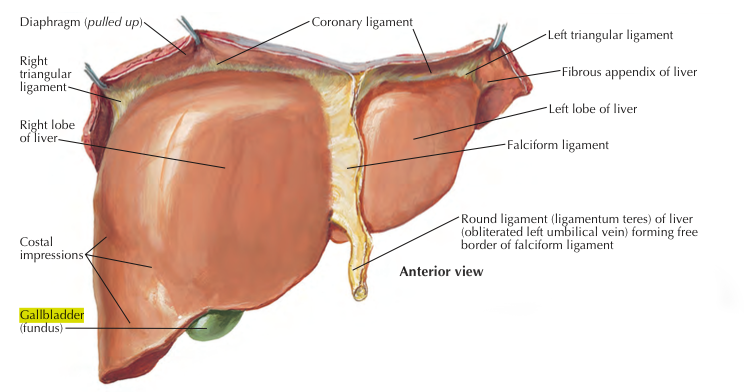 Diaphragm (pulled up)
Coronary ligament
Left triangular ligament
Right
triangular
ligament
Fibrous appendix of liver
Left lobe of liver
Right lobe
of liver
Falciform ligament
Round ligament (ligamentum teres) of liver
(obliterated left umbilical vein) forming free
border of falciform ligament
Costal
impressions
Anterior view
Gallbladder
(fundus)